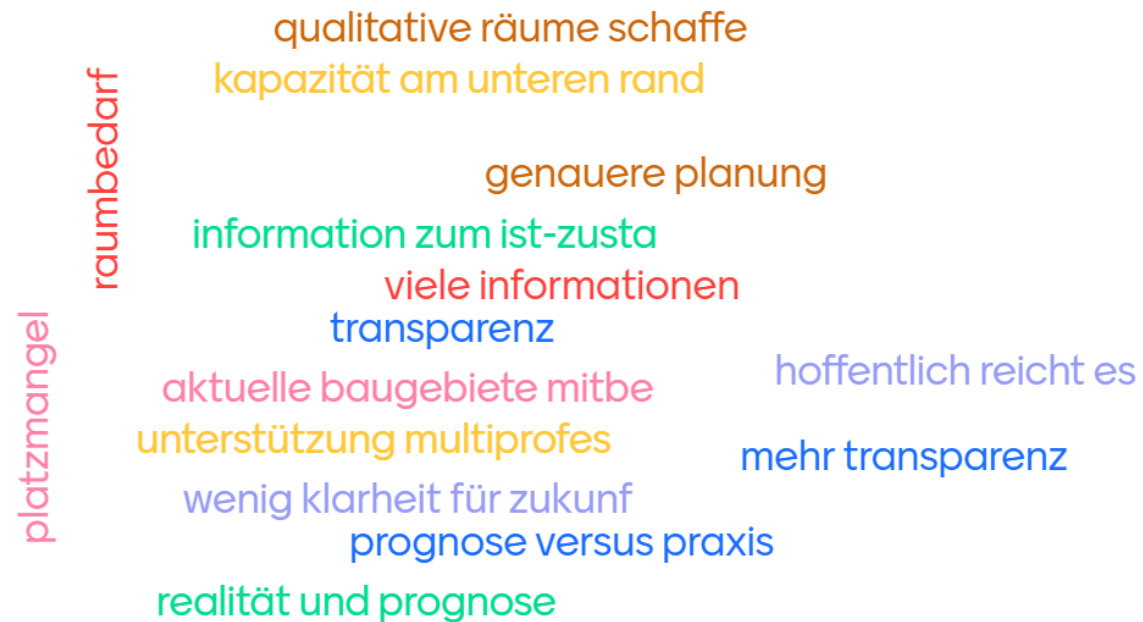 qualitative räume schaffe
kapazität am unteren rand
raumbedarf
genauere planung
information zum ist-zusta
viele informationen
transparenz
platzmangel
hoffentlich reicht es
aktuelle baugebiete mitbe
unterstützung multiprofes
mehr transparenz
wenig klarheit für zukunf
prognose versus praxis
realität und prognose